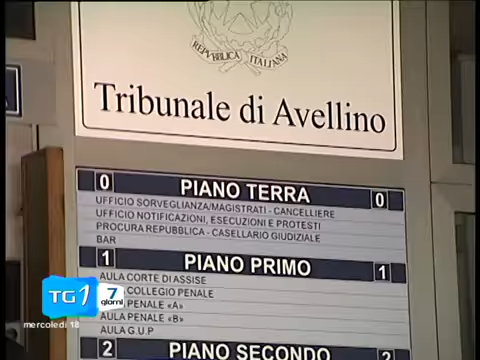 REPVBBLICA ITALIANA
Tribunale di Avellino
0 PIANO TERRA 0
UFFICIO SORVEGLIANZA/MAGISTRATI - CANCELLIERE
UFFICIO NOTIFICAZIONI, ESECUZIONI E PROTESTI
PROCURA REPUBBLICA - CASELLARIO GIUDIZIALE
BAR
1 PIANO PRIMO 1
AULA CORTE DI ASSISE
COLLEGIO PENALE
PENALE «A»
AULA PENALE «B»
AULA G.U.P
2 PIANO SECONDO 2
TG1
7
giorni
mercoledì 18